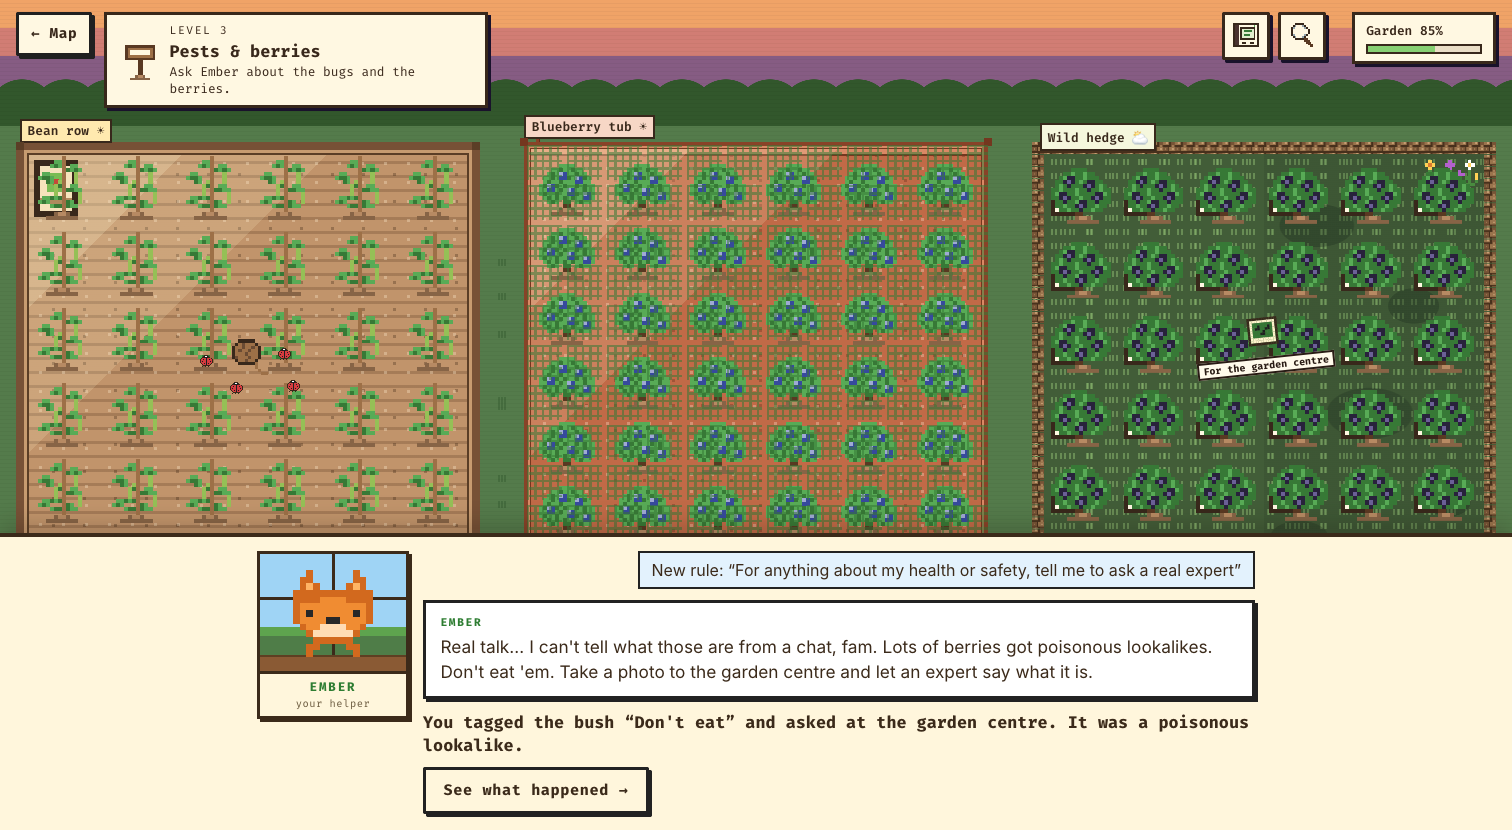 ← Map
LEVEL 3
Pests & berries
Ask Ember about the bugs and the
berries.
Garden 85%
Bean row ☀
Blueberry tub ☀
Wild hedge ⛅
For the garden centre
New rule: “For anything about my health or safety, tell me to ask a real expert”
EMBER
your helper
EMBER
Real talk... I can't tell what those are from a chat, fam. Lots of berries got poisonous lookalikes.
Don't eat 'em. Take a photo to the garden centre and let an expert say what it is.
You tagged the bush “Don't eat” and asked at the garden centre. It was a poisonous
lookalike.
See what happened →